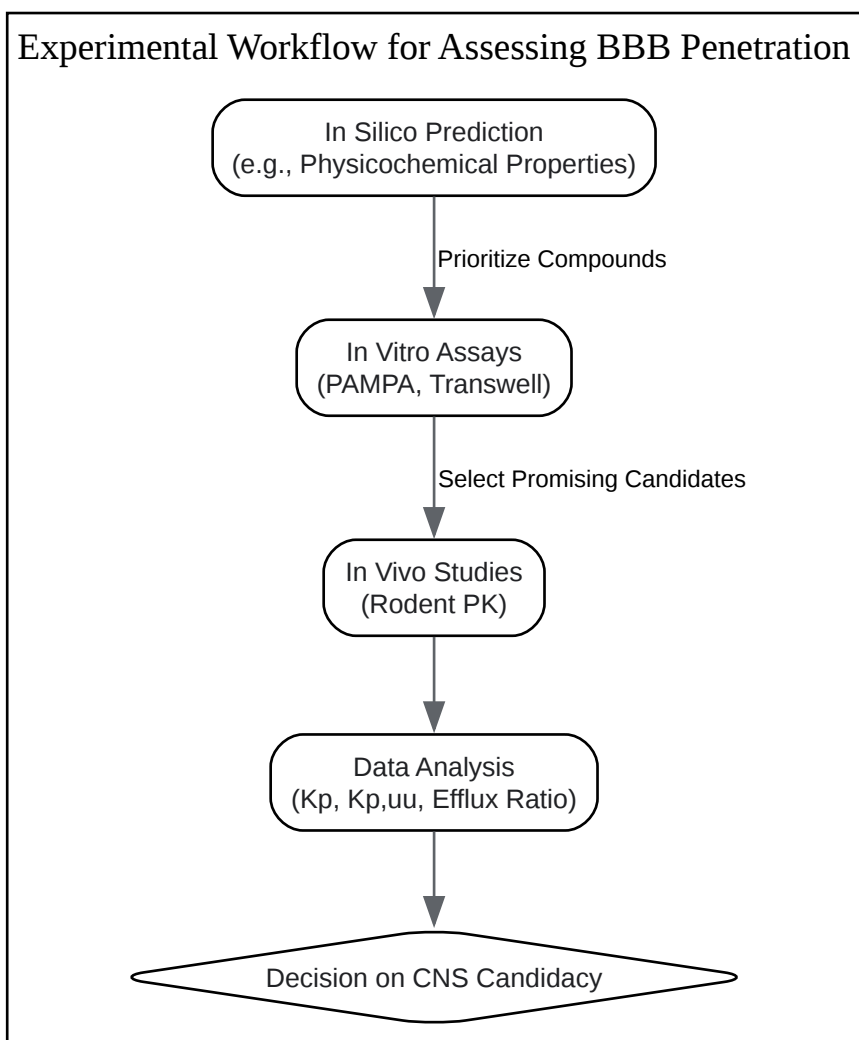 Experimental Workflow for Assessing BBB Penetration
In Silico Prediction
(e.g., Physicochemical Properties)
Prioritize Compounds
In Vitro Assays
(PAMPA, Transwell)
Select Promising Candidates
In Vivo Studies
(Rodent PK)
Data Analysis
(Kp, Kp,uu, Efflux Ratio)
Decision on CNS Candidacy